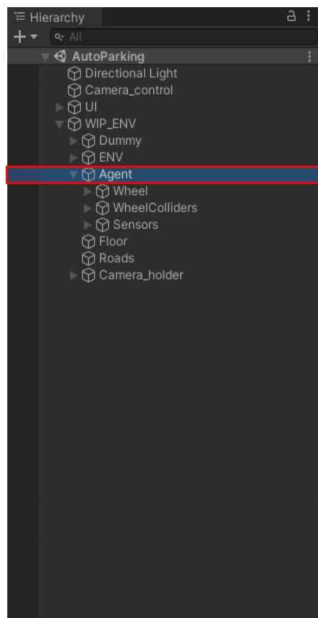 Hierarchy
All
AutoParking
Directional Light
Camera_control
UI
WIP_ENV
Dummy
ENV
Agent
Wheel
WheelColliders
Sensors
Floor
Roads
Camera_holder